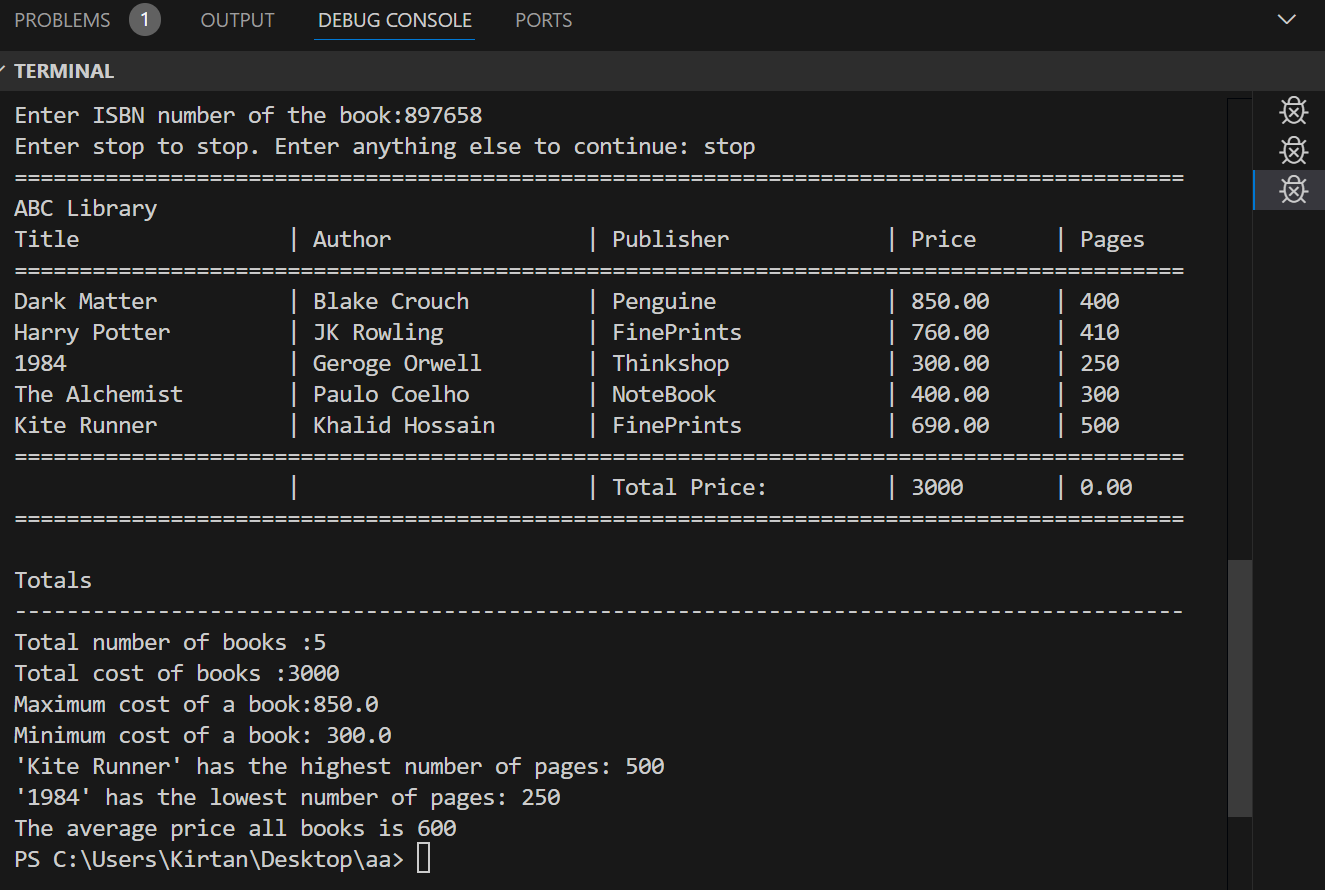 PROBLEMS 1 OUTPUT DEBUG CONSOLE PORTS
TERMINAL
Enter ISBN number of the book:897658
Enter stop to stop. Enter anything else to continue: stop
==========================================================================================
ABC Library
Title                | Author               | Publisher            | Price      | Pages
==========================================================================================
Dark Matter          | Blake Crouch         | Penguine             | 850.00     | 400
Harry Potter         | JK Rowling           | FinePrints           | 760.00     | 410
1984                 | Geroge Orwell        | Thinkshop            | 300.00     | 250
The Alchemist        | Paulo Coelho         | NoteBook             | 400.00     | 300
Kite Runner          | Khalid Hossain       | FinePrints           | 690.00     | 500
==========================================================================================
                     |                      | Total Price:         | 3000       | 0.00
==========================================================================================

Totals
------------------------------------------------------------------------------------------
Total number of books :5
Total cost of books :3000
Maximum cost of a book:850.0
Minimum cost of a book: 300.0
'Kite Runner' has the highest number of pages: 500
'1984' has the lowest number of pages: 250
The average price all books is 600
PS C:\Users\Kirtan\Desktop\aa>